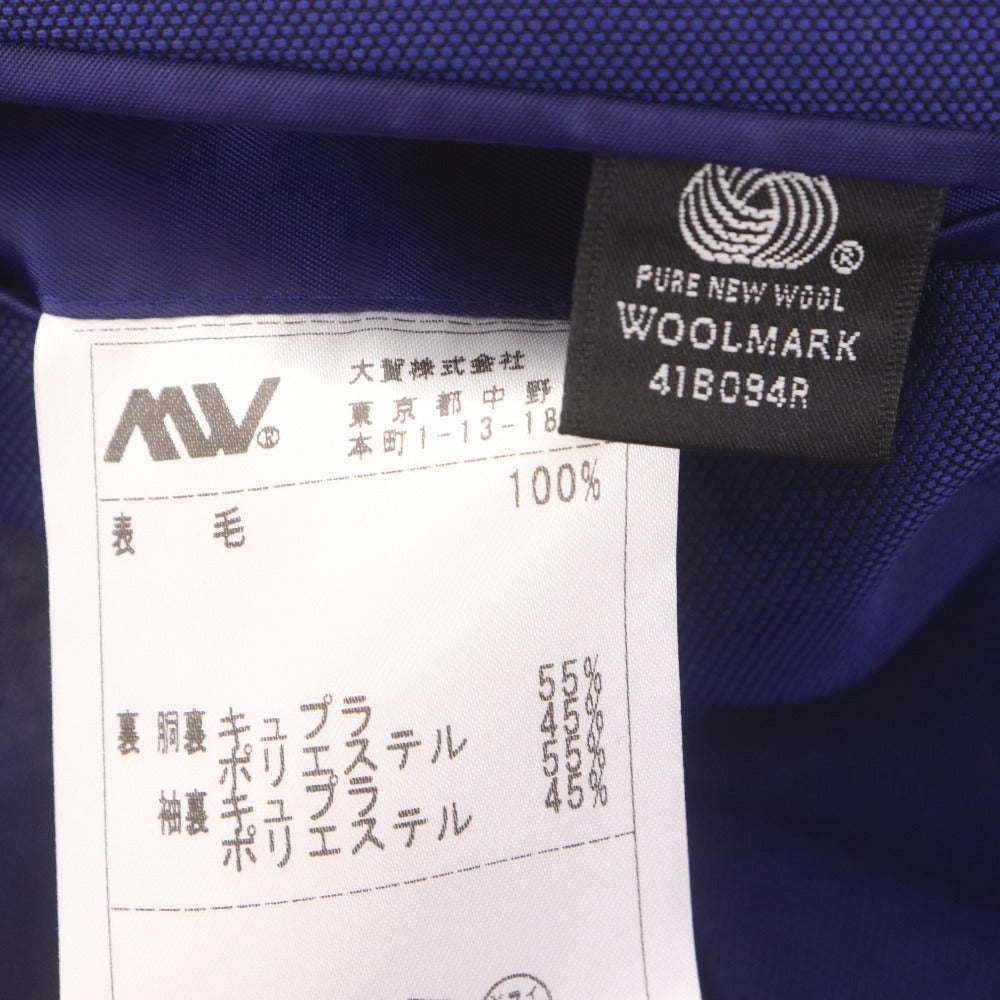 PURE NEW WOOL
WOOLMARK
41B094R
MW®
大賀株式会社
東京都中野
本町1-13-18
表 毛 100%
裏 胴裏 キュプラ 55%
ポリエステル 45%
袖裏 キュプラ 55%
ポリエステル 45%